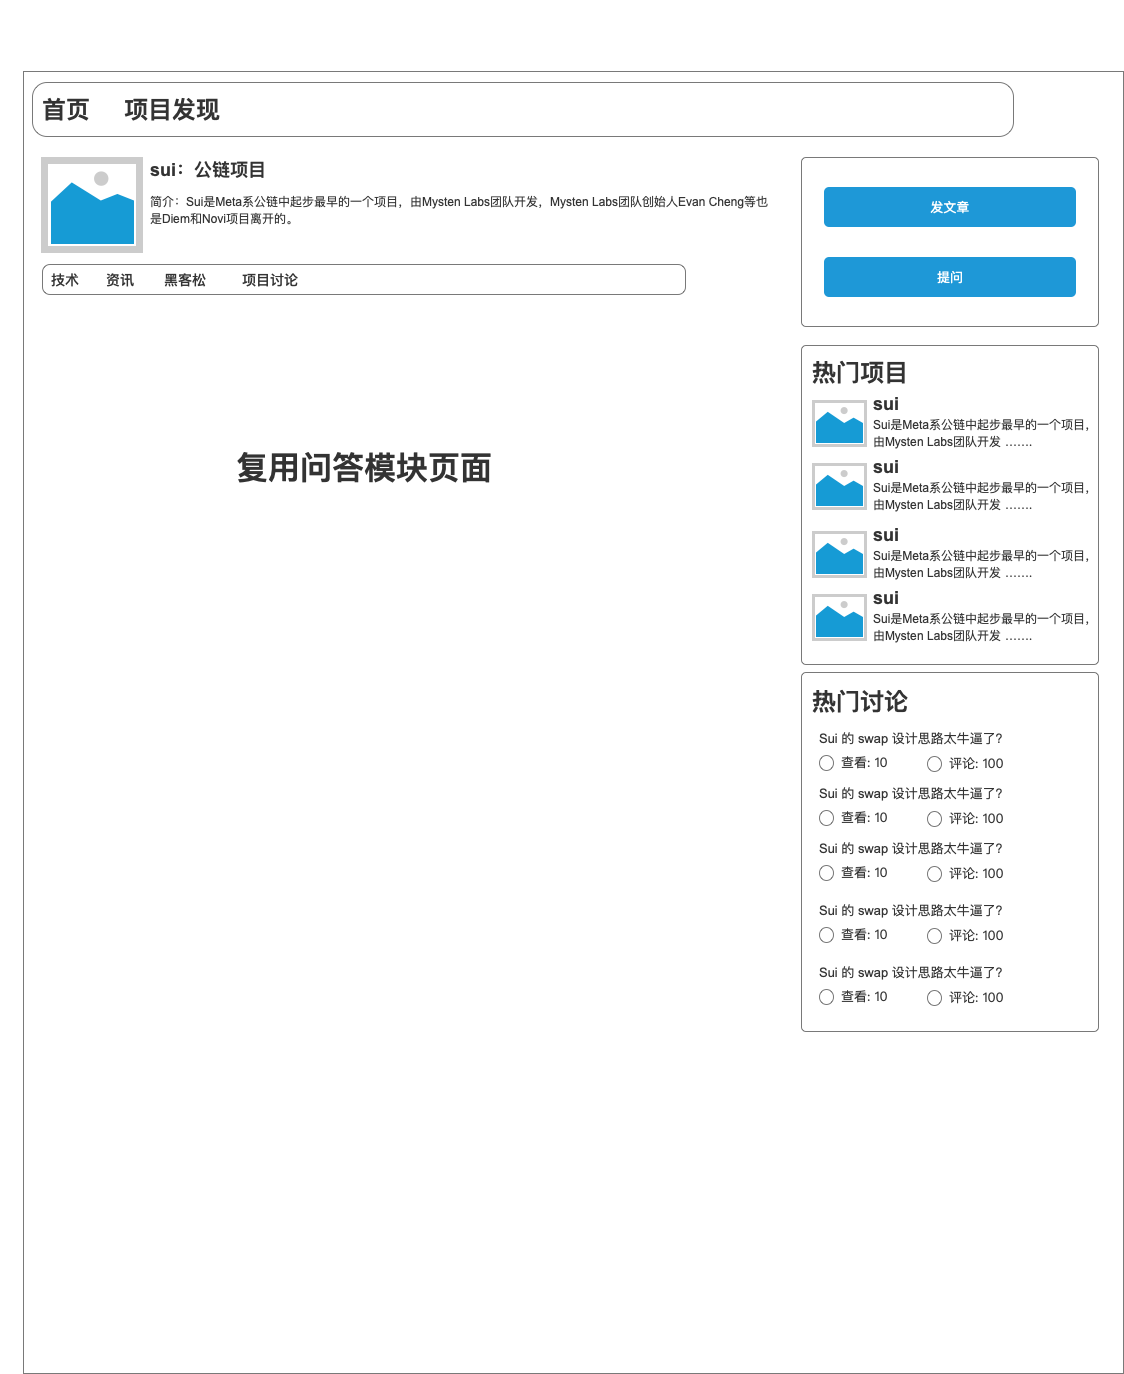 首页 项目发现
sui：公链项目
简介：Sui是Meta系公链中起步最早的一个项目，由Mysten Labs团队开发，Mysten Labs团队创始人Evan Cheng等也
是Diem和Novi项目离开的。
技术 资讯 黑客松 项目讨论
复用问答模块页面
发文章
提问
热门项目
sui
Sui是Meta系公链中起步最早的一个项目，
由Mysten Labs团队开发 .......
sui
Sui是Meta系公链中起步最早的一个项目，
由Mysten Labs团队开发 .......
sui
Sui是Meta系公链中起步最早的一个项目，
由Mysten Labs团队开发 .......
sui
Sui是Meta系公链中起步最早的一个项目，
由Mysten Labs团队开发 .......
热门讨论
Sui 的 swap 设计思路太牛逼了?
查看: 10 评论: 100
Sui 的 swap 设计思路太牛逼了?
查看: 10 评论: 100
Sui 的 swap 设计思路太牛逼了?
查看: 10 评论: 100
Sui 的 swap 设计思路太牛逼了?
查看: 10 评论: 100
Sui 的 swap 设计思路太牛逼了?
查看: 10 评论: 100